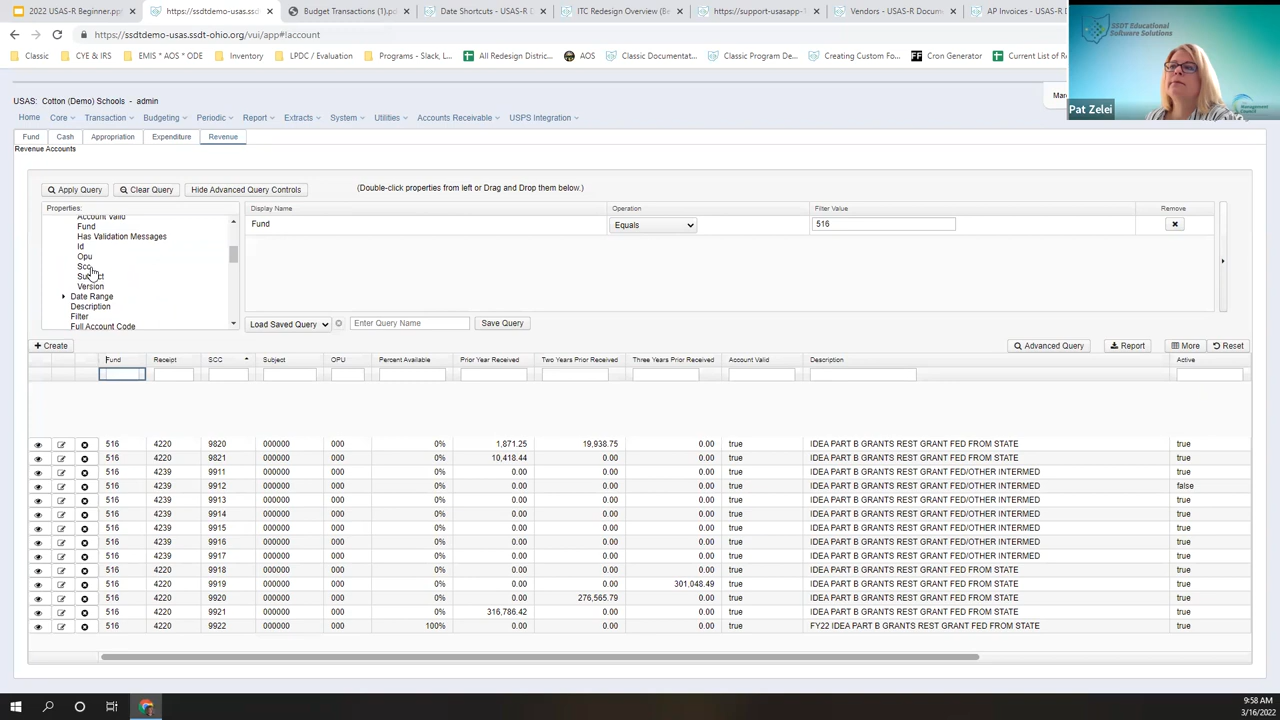 2022 USAS-R Beginner.ppt
https://ssdtdemo-usas.ssdt-ohio
Budget Transactions (1).pd
Date Shortcuts - USAS-R Do
ITC Redesign Overview (Be
https://support-usasapp-
Vendors - USAS-R Docume
AP Invoices - USAS-R D
https://ssdtdemo-usas.ssdt-ohio.org/vui/app#!account
Classic
CYE & IRS
EMIS * AOS * ODE
Inventory
LPDC / Evaluation
Programs - Slack, L...
All Redesign Distric...
AOS
Classic Documentat...
Classic Program De...
Creating Custom Fo...
Cron Generator
Current List of R
SSDT Educational
Software Solutions
Management
Council
Pat Zelei
USAS: Cotton (Demo) Schools - admin
Mar
Home Core Transaction Budgeting Periodic Report Extracts System Utilities Accounts Receivable USPS Integration
Fund Cash Appropriation Expenditure Revenue
Revenue Accounts
Apply Query Clear Query Hide Advanced Query Controls (Double-click properties from left or Drag and Drop them below.)
Properties: Display Name Operation Filter Value Remove
Account Valid
Fund
Has Validation Messages
Id
Opu
Scc
Subject
Version
Date Range
Description
Filter
Full Account Code
Fund Equals 516
Load Saved Query Enter Query Name Save Query
Create Advanced Query Report More Reset
Fund Receipt SCC Subject OPU Percent Available Prior Year Received Two Years Prior Received Three Years Prior Received Account Valid Description Active
516 4220 9820 000000 000 0% 1,871.25 19,938.75 0.00 true IDEA PART B GRANTS REST GRANT FED FROM STATE true
516 4220 9821 000000 000 0% 10,418.44 0.00 0.00 true IDEA PART B GRANTS REST GRANT FED FROM STATE true
516 4239 9911 000000 000 0% 0.00 0.00 0.00 true IDEA PART B GRANTS REST GRANT FED/OTHER INTERMED true
516 4239 9912 000000 000 0% 0.00 0.00 0.00 true IDEA PART B GRANTS REST GRANT FED/OTHER INTERMED false
516 4239 9913 000000 000 0% 0.00 0.00 0.00 true IDEA PART B GRANTS REST GRANT FED/OTHER INTERMED true
516 4239 9914 000000 000 0% 0.00 0.00 0.00 true IDEA PART B GRANTS REST GRANT FED/OTHER INTERMED true
516 4239 9915 000000 000 0% 0.00 0.00 0.00 true IDEA PART B GRANTS REST GRANT FED/OTHER INTERMED true
516 4239 9916 000000 000 0% 0.00 0.00 0.00 true IDEA PART B GRANTS REST GRANT FED/OTHER INTERMED true
516 4239 9917 000000 000 0% 0.00 0.00 0.00 true IDEA PART B GRANTS REST GRANT FED/OTHER INTERMED true
516 4220 9918 000000 000 0% 0.00 0.00 0.00 true IDEA PART B GRANTS REST GRANT FED FROM STATE true
516 4220 9919 000000 000 0% 0.00 0.00 301,048.49 true IDEA PART B GRANTS REST GRANT FED FROM STATE true
516 4220 9920 000000 000 0% 0.00 276,565.79 0.00 true IDEA PART B GRANTS REST GRANT FED FROM STATE true
516 4220 9921 000000 000 0% 316,786.42 0.00 0.00 true IDEA PART B GRANTS REST GRANT FED FROM STATE true
516 4220 9922 000000 000 100% 0.00 0.00 0.00 true FY22 IDEA PART B GRANTS REST GRANT FED FROM STATE true
9:58 AM
3/16/2022